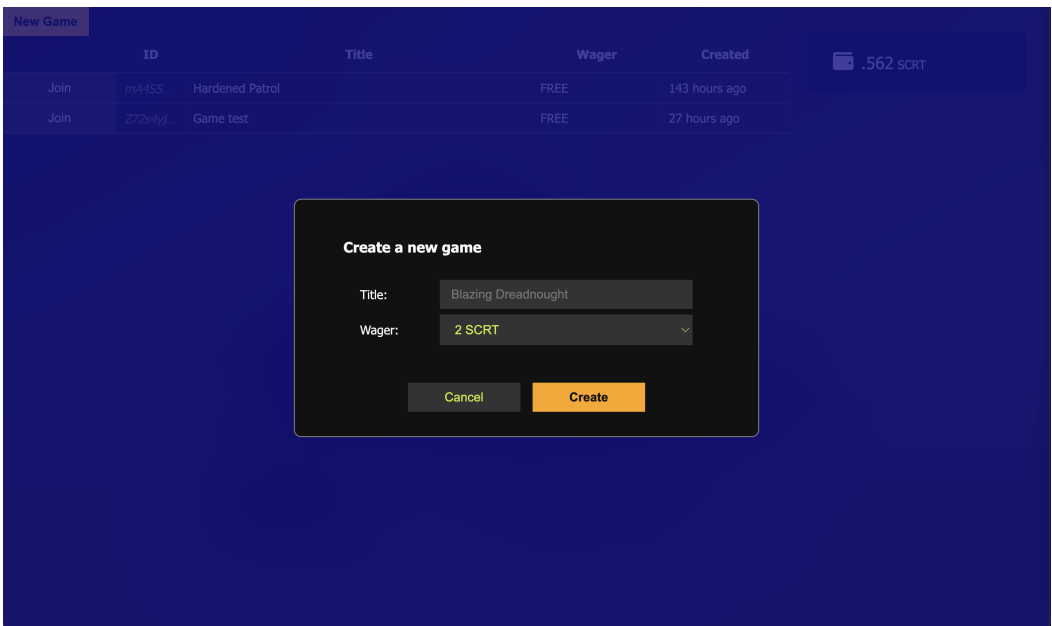 New Game
ID Title Wager Created
.562 SCRT
Join mA4S5... Hardened Patrol FREE 143 hours ago
Join Z72s4yj... Game test FREE 27 hours ago
Create a new game
Title: Blazing Dreadnought
Wager: 2 SCRT
Cancel Create